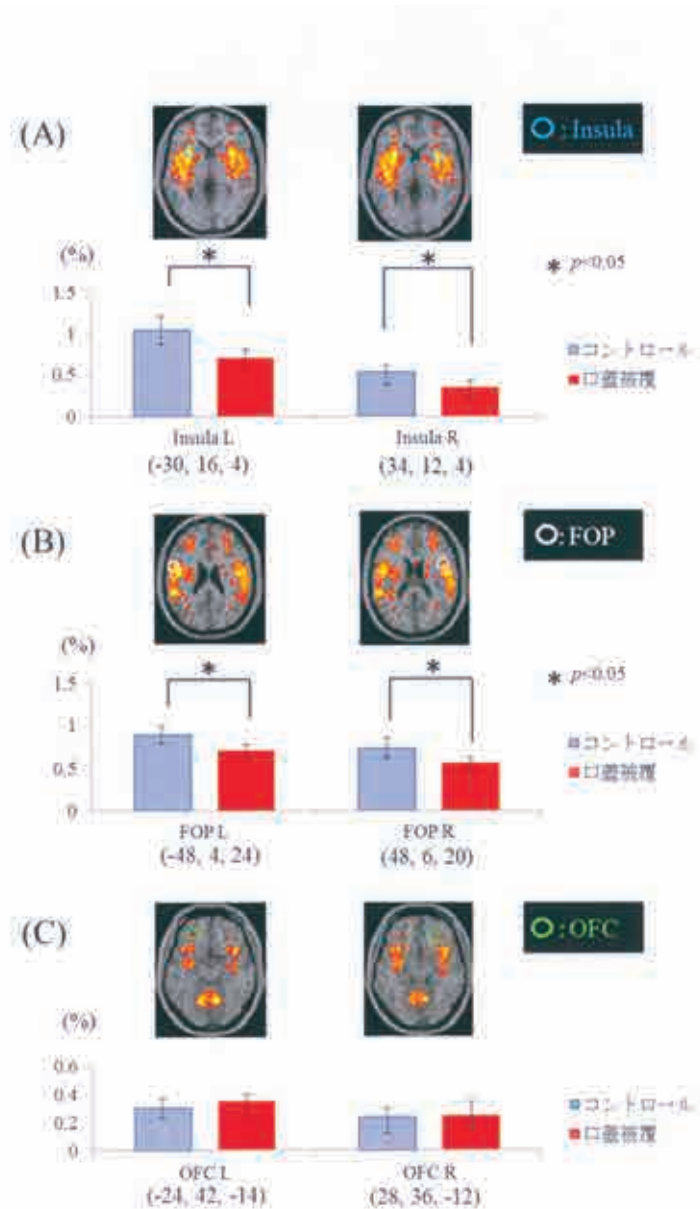 (A)
O: Insula
(%)
*
*
* p<0.05
1.5
1
0.5
0
コントロール
口蓋被覆
Insula L
(-30, 16, 4)
Insula R
(34, 12, 4)
(B)
O: FOP
(%)
*
*
* p<0.05
1.5
1
0.5
0
コントロール
口蓋被覆
FOP L
(-48, 4, 24)
FOP R
(48, 6, 20)
(C)
O: OFC
(%)
0.6
0.4
0.2
0
コントロール
口蓋被覆
OFC L
(-24, 42, -14)
OFC R
(28, 36, -12)